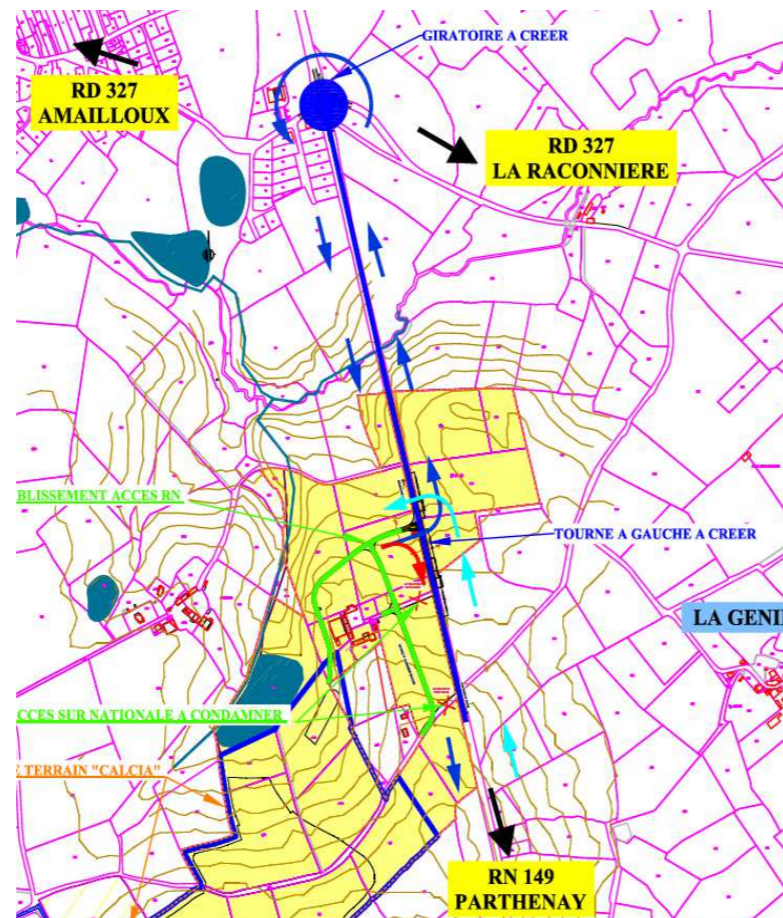 GIRATOIRE A CREER
RD 327
AMAILLOUX
RD 327
LA RACONNIERE
BLISSEMENT ACCES RN
TOURNE A GAUCHE A CREER
LA GENI
CCES SUR NATIONALE A CONDAMNER
E TERRAIN "CALCIA"
RN 149
PARTHENAY